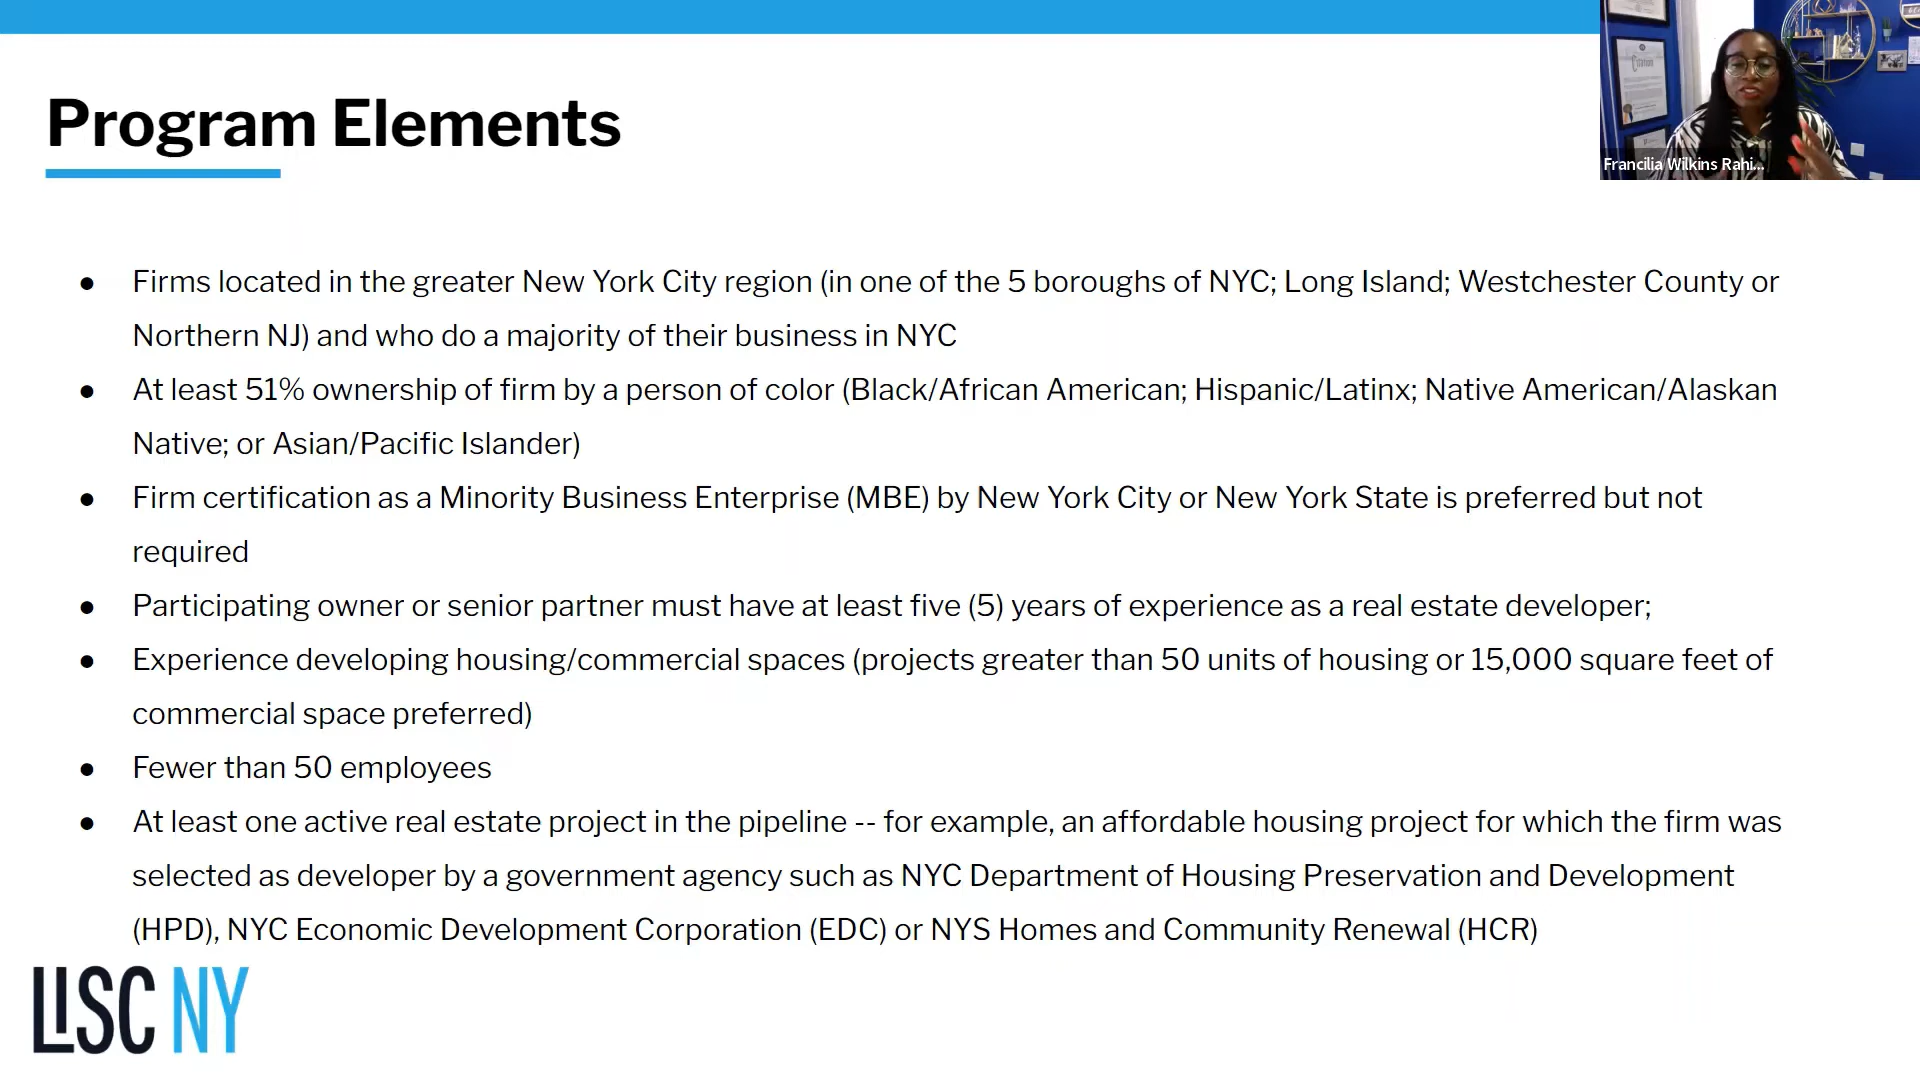 Program Elements
Francilia Wilkins Rahi...
Citation
● Firms located in the greater New York City region (in one of the 5 boroughs of NYC; Long Island; Westchester County or
Northern NJ) and who do a majority of their business in NYC
● At least 51% ownership of firm by a person of color (Black/African American; Hispanic/Latinx; Native American/Alaskan
Native; or Asian/Pacific Islander)
● Firm certification as a Minority Business Enterprise (MBE) by New York City or New York State is preferred but not
required
● Participating owner or senior partner must have at least five (5) years of experience as a real estate developer;
● Experience developing housing/commercial spaces (projects greater than 50 units of housing or 15,000 square feet of
commercial space preferred)
● Fewer than 50 employees
● At least one active real estate project in the pipeline -- for example, an affordable housing project for which the firm was
selected as developer by a government agency such as NYC Department of Housing Preservation and Development
(HPD), NYC Economic Development Corporation (EDC) or NYS Homes and Community Renewal (HCR)
LISC NY